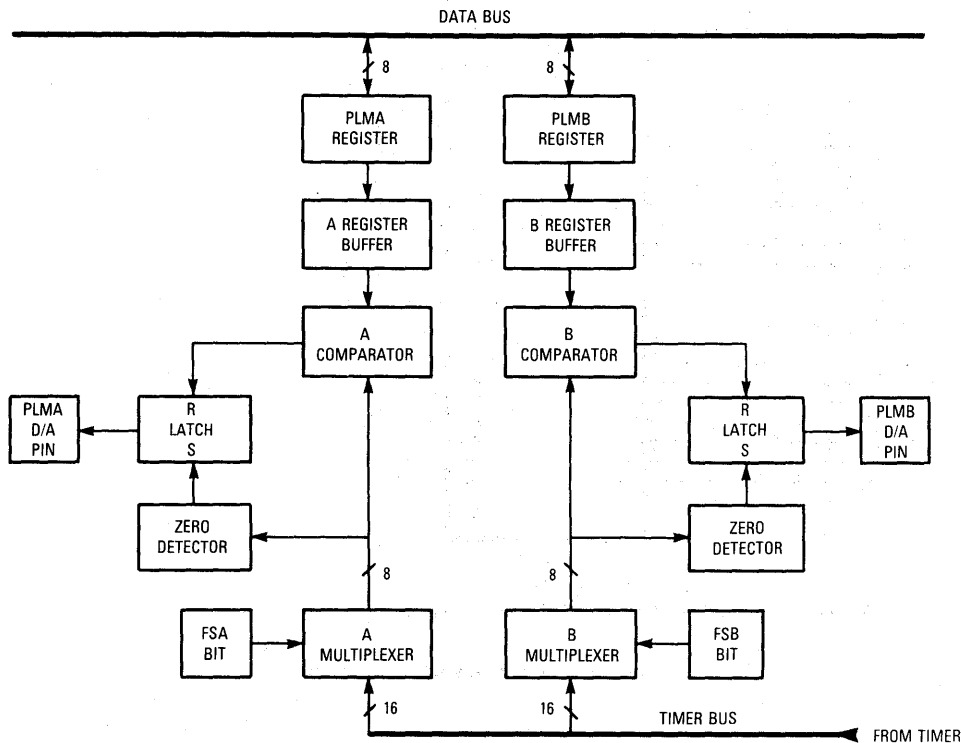 DATA BUS
8
8
PLMA
REGISTER
PLMB
REGISTER
A REGISTER
BUFFER
B REGISTER
BUFFER
A
COMPARATOR
B
COMPARATOR
PLMA
D/A
PIN
R
LATCH
S
R
LATCH
S
PLMB
D/A
PIN
ZERO
DETECTOR
ZERO
DETECTOR
8
8
FSA
BIT
A
MULTIPLEXER
B
MULTIPLEXER
FSB
BIT
16
16
TIMER BUS
FROM TIMER